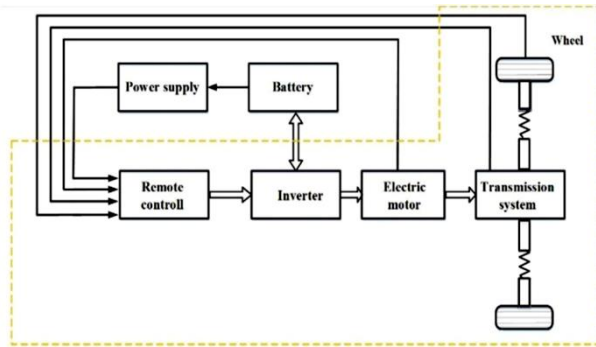 Wheel
Power supply
Battery
Remote
controll
Inverter
Electric
motor
Transmission
system